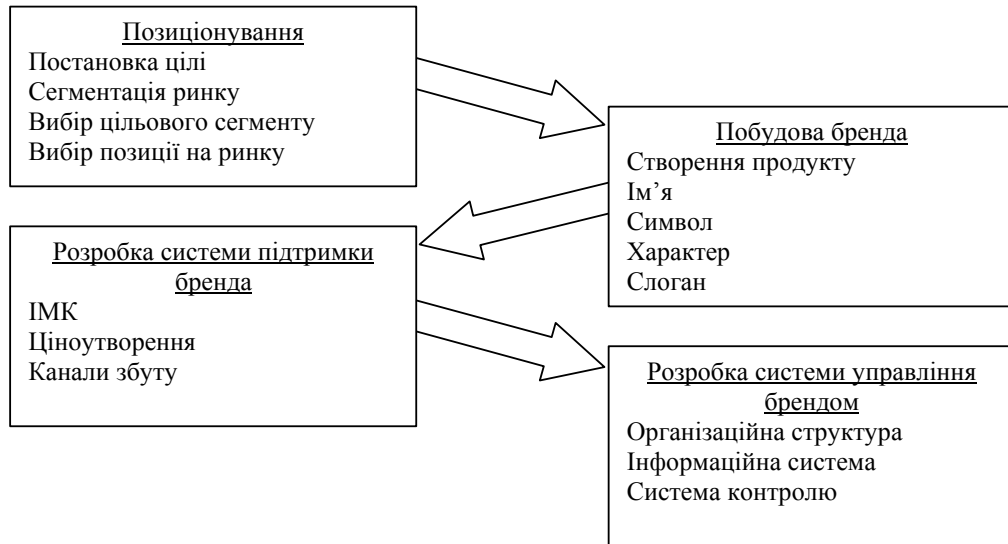 Позиціонування
Постановка цілі
Сегментація ринку
Вибір цільового сегменту
Вибір позиції на ринку
Побудова бренда
Створення продукту
Ім’я
Символ
Характер
Слоган
Розробка системи підтримки
бренда
ІМК
Ціноутворення
Канали збуту
Розробка системи управління
брендом
Організаційна структура
Інформаційна система
Система контролю